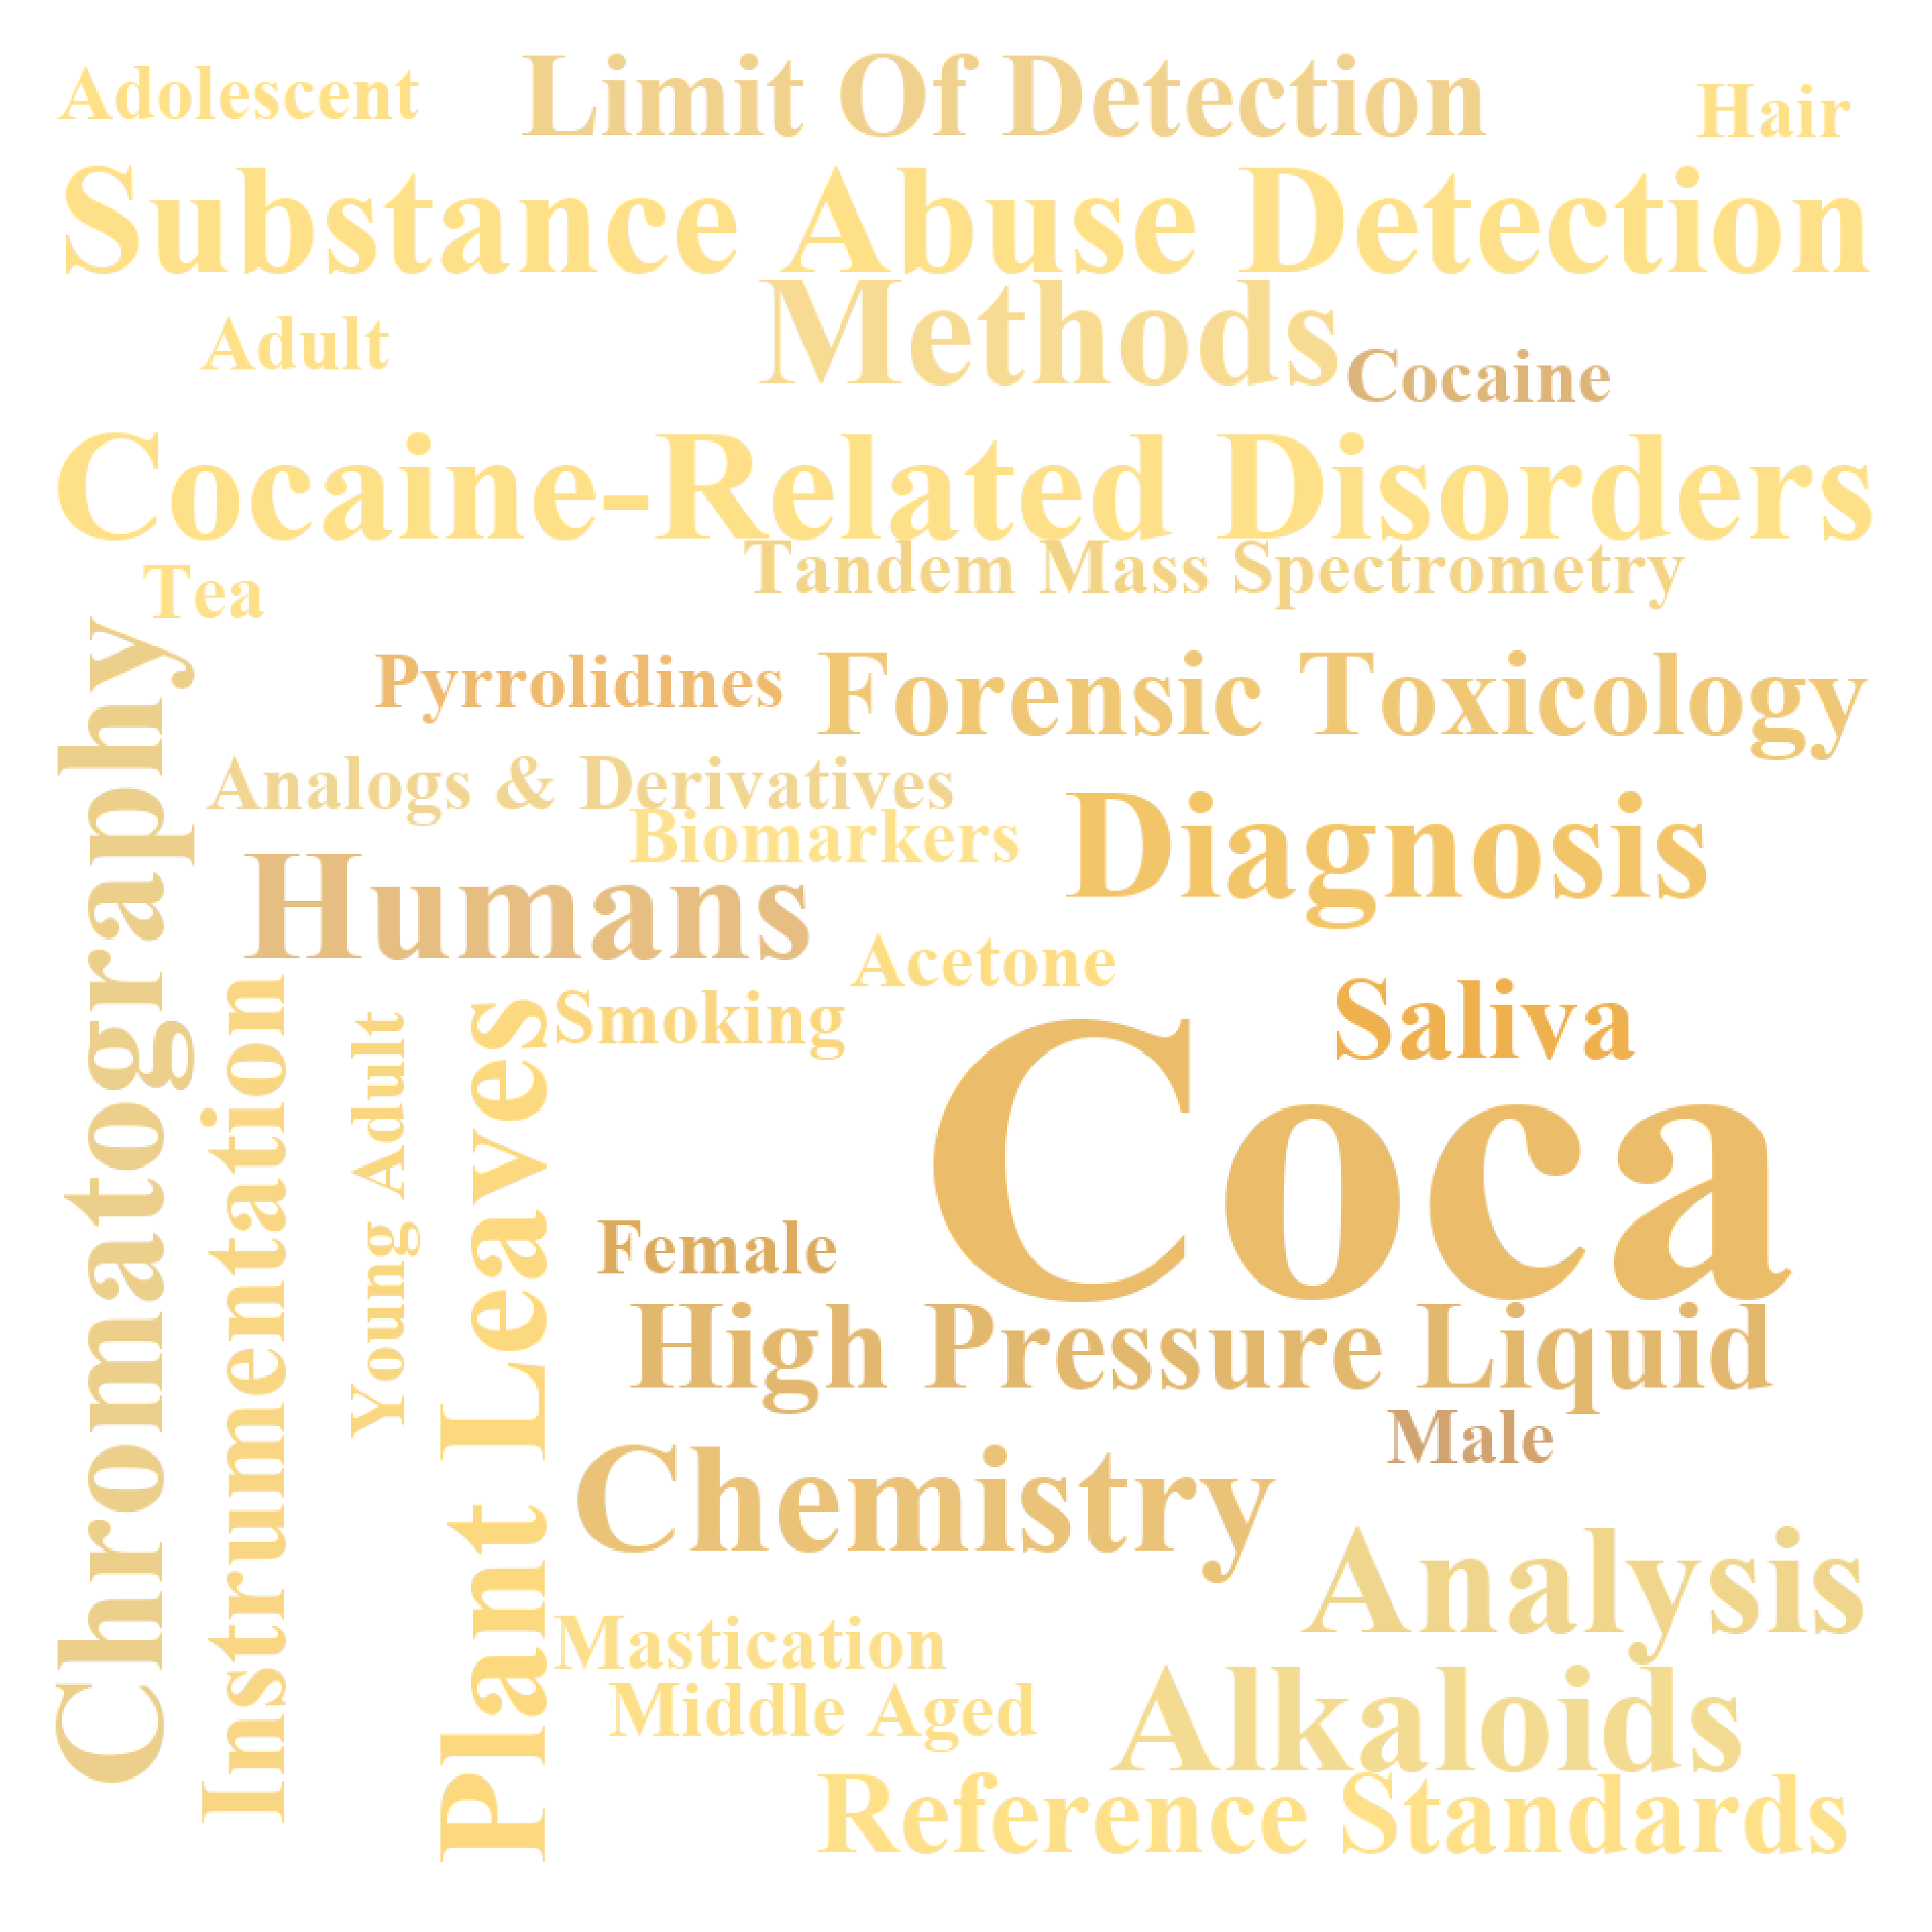 Adolescent
Limit Of Detection
Hair
Substance Abuse Detection
Methods
Adult
Cocaine
Cocaine-Related Disorders
Tandem Mass Spectrometry
Tea
Pyrrolidines
Forensic Toxicology
Chromatography
Analogs & Derivatives
Biomarkers
Diagnosis
Humans
Acetone
Smoking
Saliva
Instrumentation
Young Adult
Plant Leaves
Coca
Female
High Pressure Liquid
Male
Chemistry
Analysis
Mastication
Middle Aged
Alkaloids
Reference Standards